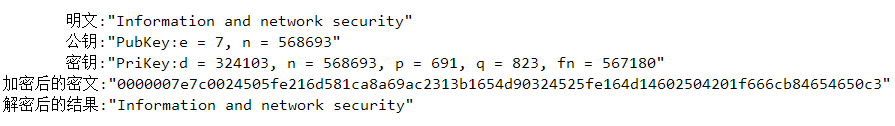 明文:"Information and network security"
公钥:"PubKey:e = 7, n = 568693"
密钥:"PriKey:d = 324103, n = 568693, p = 691, q = 823, fn = 567180"
加密后的密文:"0000007e7c0024505fe216d581ca8a69ac2313b1654d90324525fe164d14602504201f666cb84654650c3"
解密后的结果:"Information and network security"